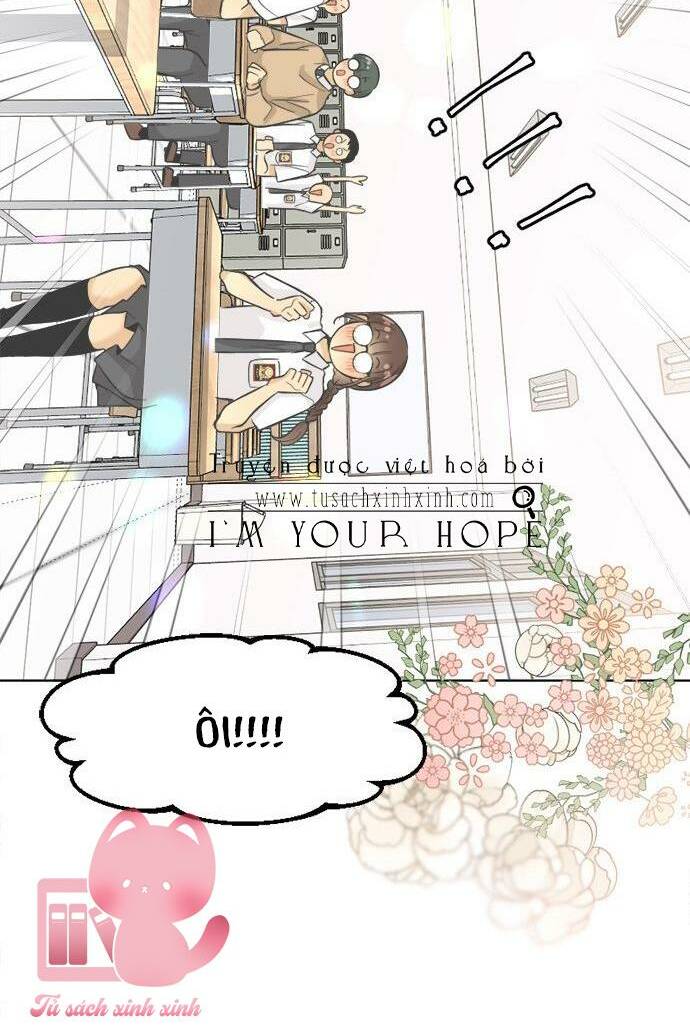 Truyện được việt hoá bởi
www.tusachxinhxinh.com
I'M YOUR HOPE
ÔI!!!!
Tủ sách xinh xinh